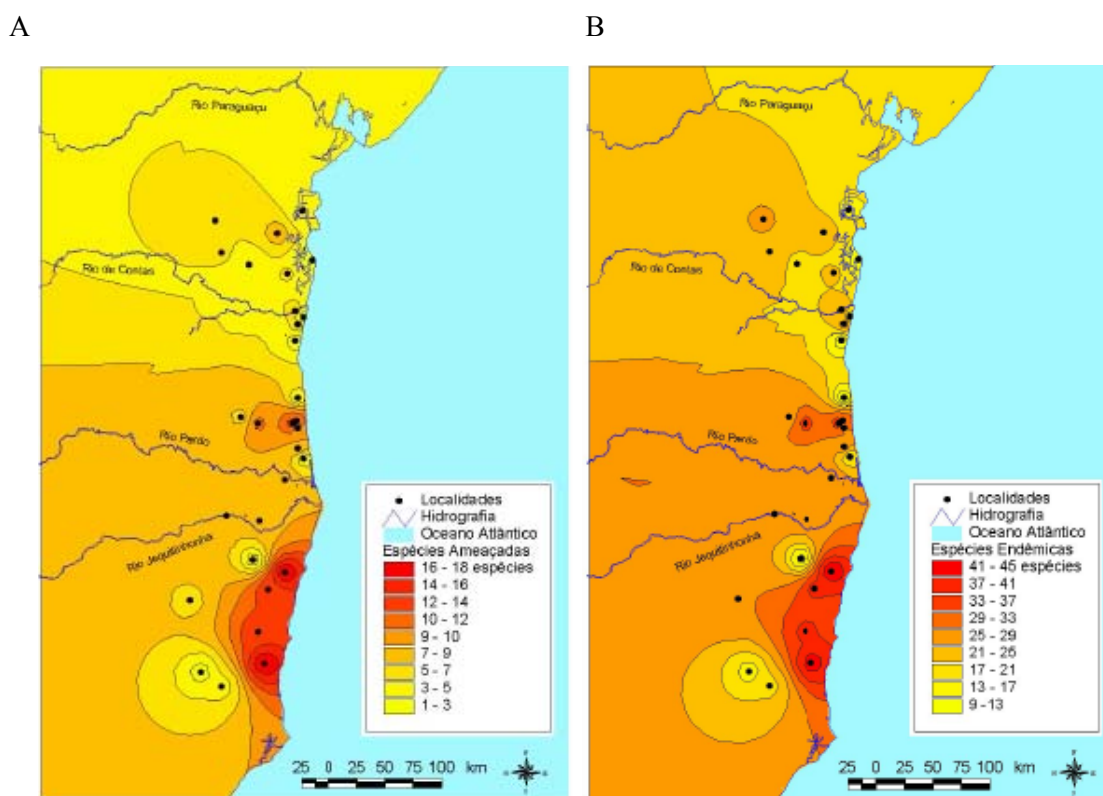 A
B
Rio Paraguaçu
Rio de Contas
Rio Pardo
Rio Jequitinhonha
Localidades
Hidrografia
Oceano Atlântico
Espécies Ameaçadas
16 - 18 espécies
14 - 16
12 - 14
10 - 12
9 - 10
7 - 9
5 - 7
3 - 5
1 - 3
25 0 25 50 75 100 km
Rio Paraguaçu
Rio de Contas
Rio Pardo
Rio Jequitinhonha
Localidades
Hidrografia
Oceano Atlântico
Espécies Endêmicas
41 - 45 espécies
37 - 41
33 - 37
29 - 33
25 - 29
21 - 25
17 - 21
13 - 17
9 - 13
25 0 25 50 75 100 km